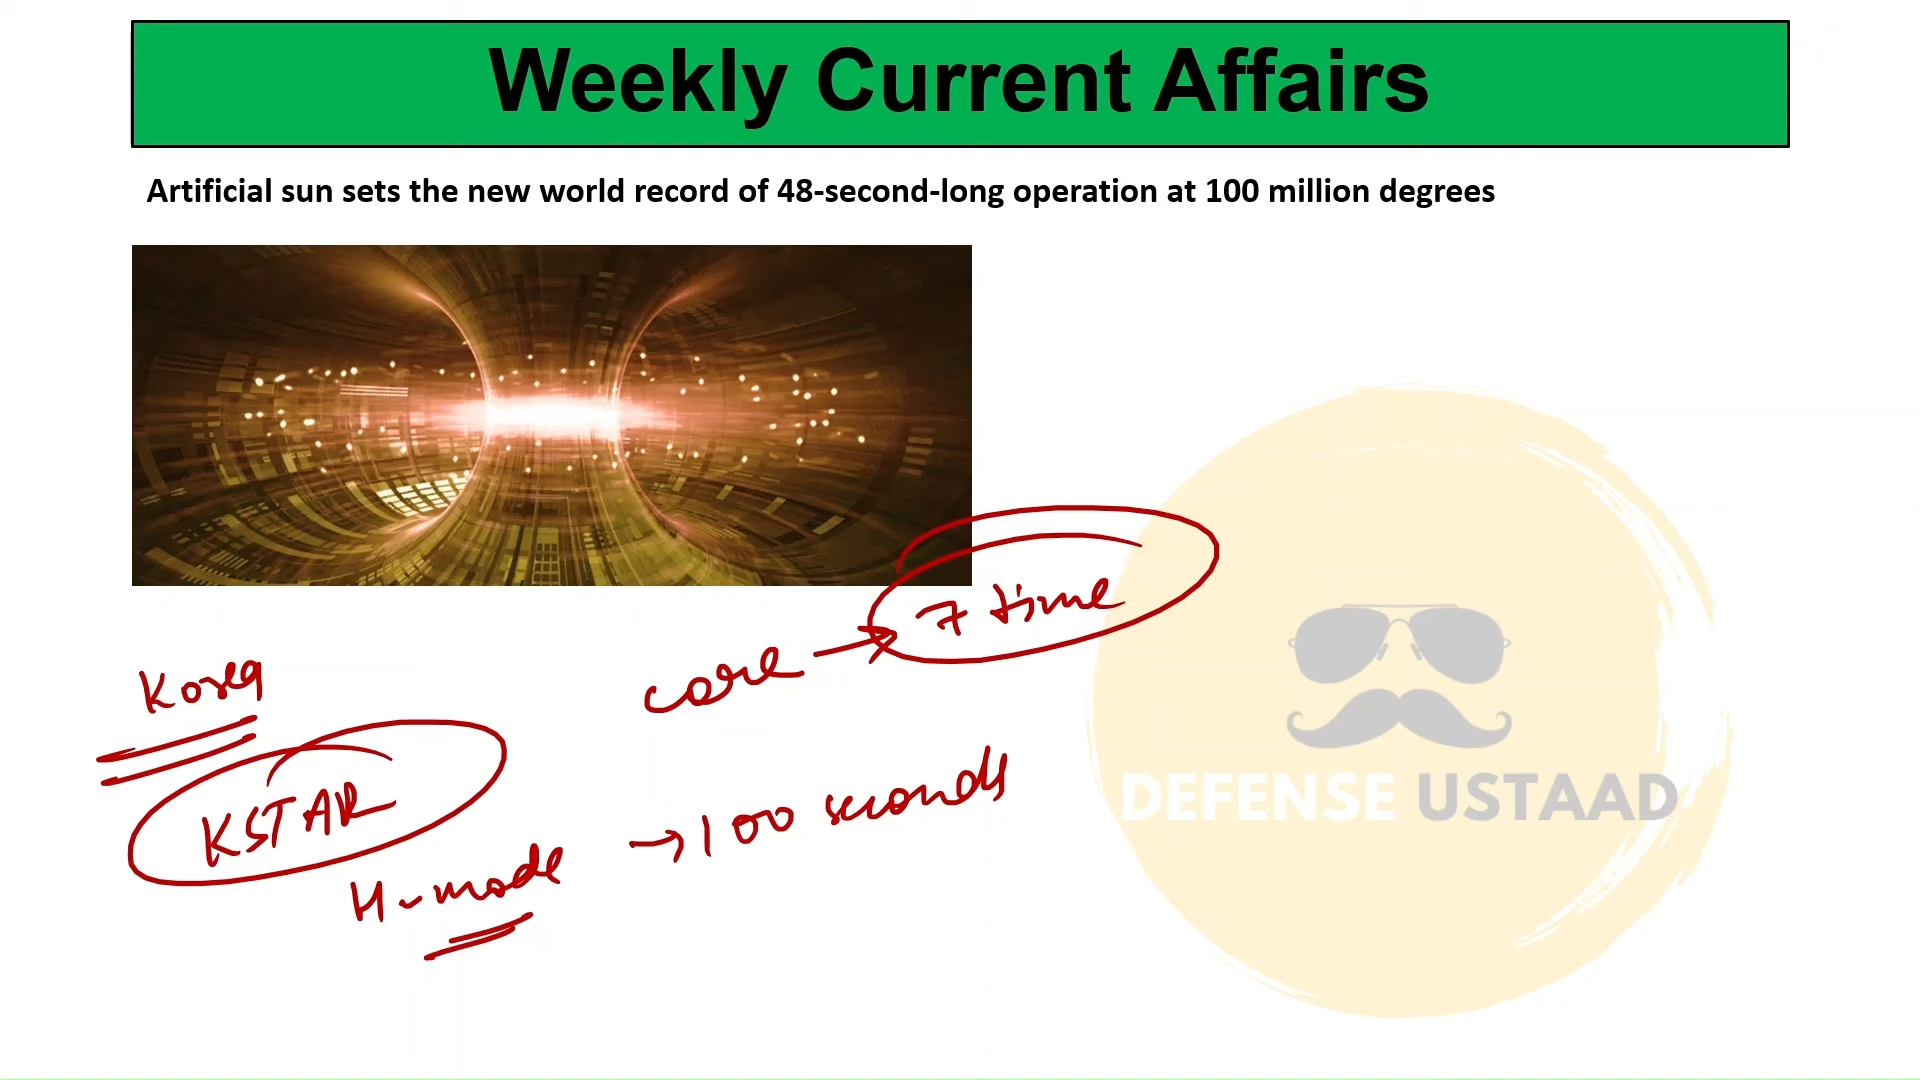 Weekly Current Affairs
Artificial sun sets the new world record of 48-second-long operation at 100 million degrees
7 time
core
Korea
KSTAR
100 seconds
H-mode
DEFENSE USTAAD